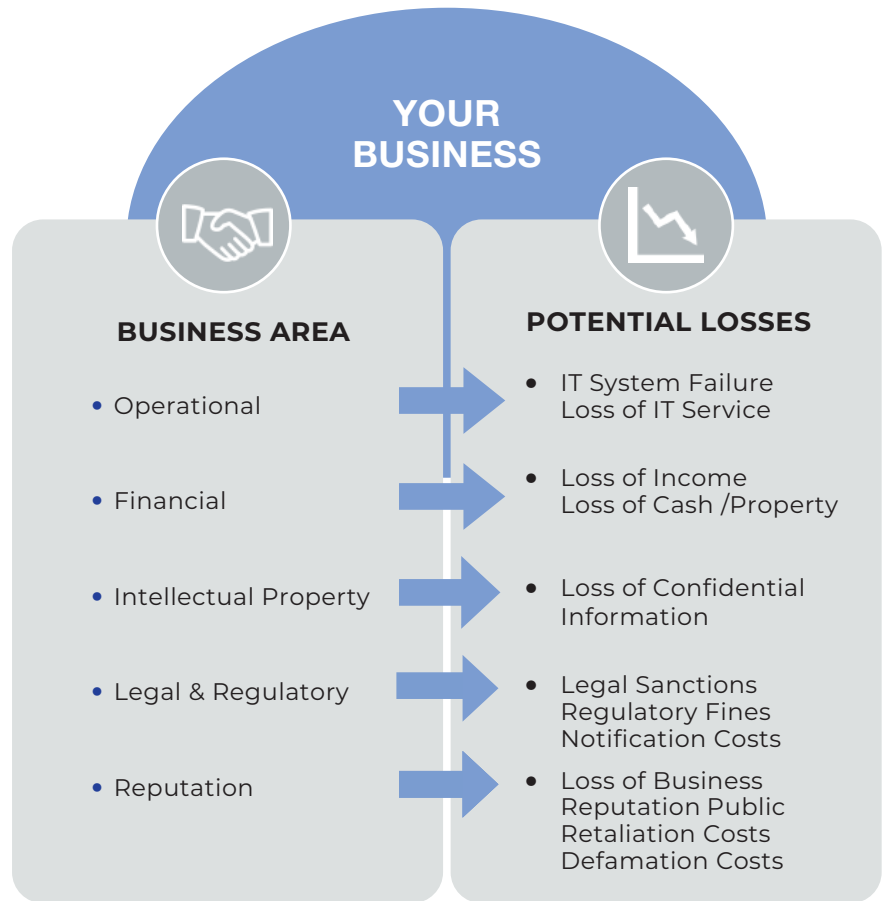 YOUR
BUSINESS
BUSINESS AREA
• Operational
• Financial
• Intellectual Property
• Legal & Regulatory
• Reputation
POTENTIAL LOSSES
• IT System Failure
Loss of IT Service
• Loss of Income
Loss of Cash /Property
• Loss of Confidential
Information
• Legal Sanctions
Regulatory Fines
Notification Costs
• Loss of Business
Reputation Public
Retaliation Costs
Defamation Costs